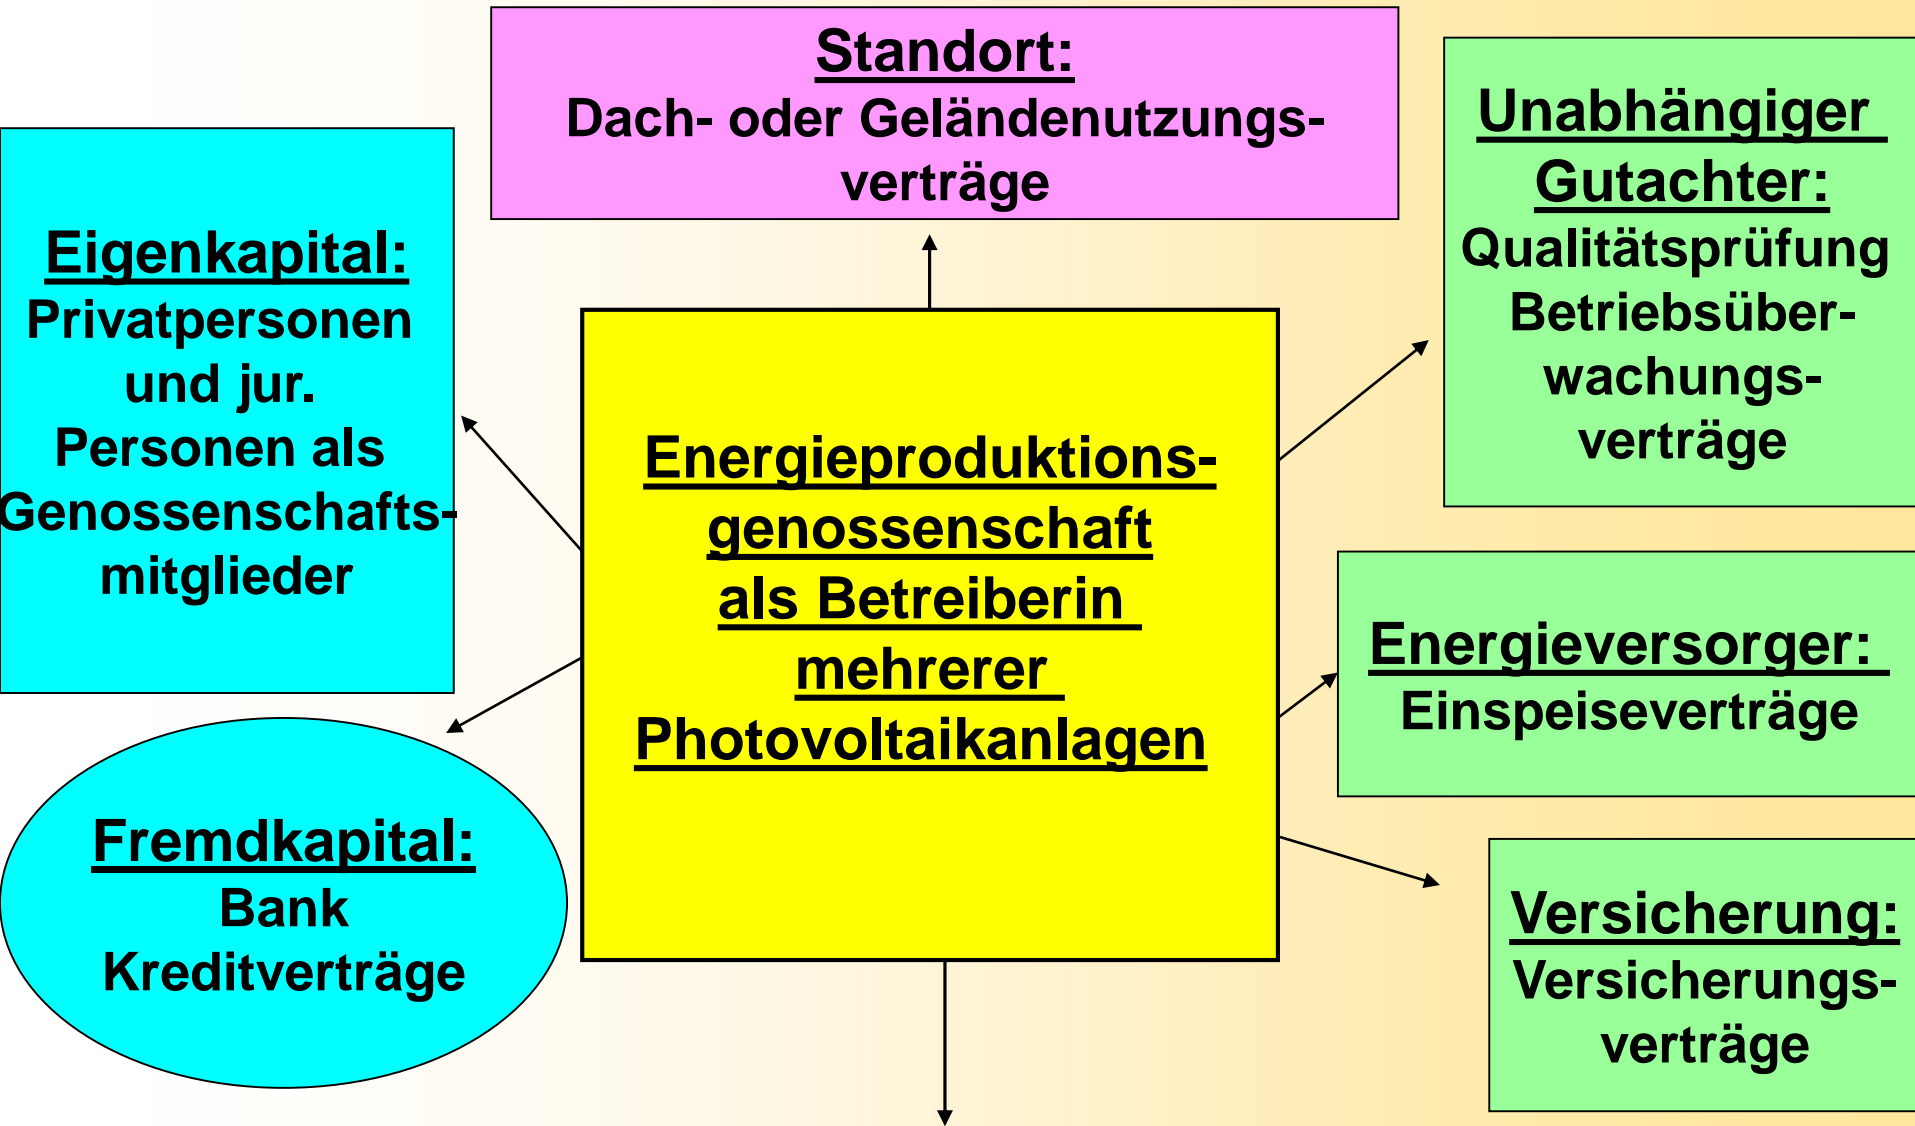 Standort:
Dach- oder Geländenutzungs-
verträge
Unabhängiger
Gutachter:
Qualitätsprüfung
Betriebsüber-
wachungs-
verträge
Eigenkapital:
Privatpersonen
und jur.
Personen als
Genossenschafts-
mitglieder
Energieproduktions-
genossenschaft
als Betreiberin
mehrerer
Photovoltaikanlagen
Energieversorger:
Einspeiseverträge
Fremdkapital:
Bank
Kreditverträge
Versicherung:
Versicherungs-
verträge